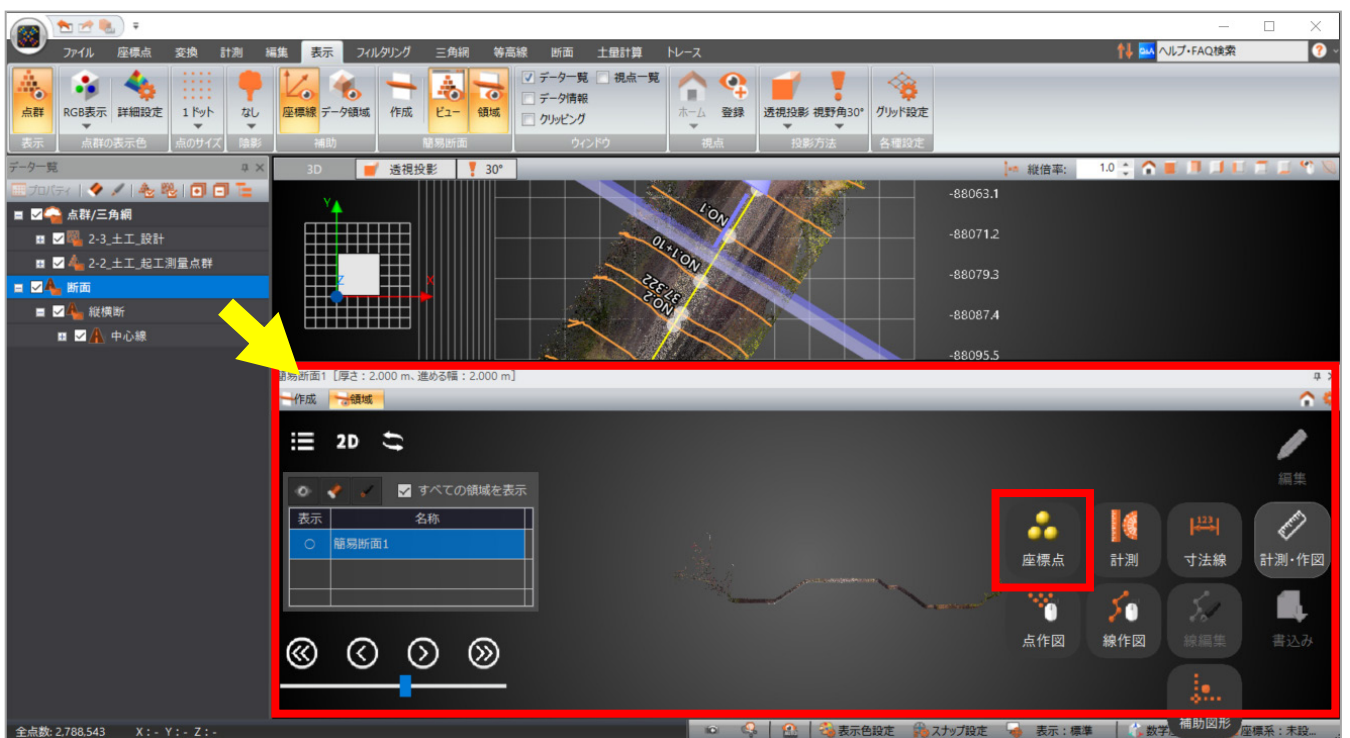 ファイル 座標点 変換 計測 編集 表示 フィルタリング 三角網 等高線 断面 土量計算 トレース Q&A ヘルプ・FAQ検索 ?
データ一覧 視点一覧
データ情報
クリッピング
点群 RGB表示 詳細設定 1 ドット なし 座標線 データ領域 作成 ビュー 領域 ホーム 登録 透視投影 視野角30° グリッド設定
表示 点群の表示色 点のサイズ 陰影 補助 簡易断面 ウィンドウ 視点 投影方法 各種設定
データ一覧
3D 透視投影 30° 縦倍率: 1.0
プロパティ
点群/三角網
2-3_土工_設計
2-2_土工_起工測量点群
断面
縦横断
中心線
Y
X
Z
NO.1
NO.1+10
37.322
NO.2
-88063.1
-88071.2
-88079.3
-88087.4
-88095.5
簡易断面1 [厚さ : 2.000 m、進める幅 : 2.000 m]
作成 領域
2D
編集
すべての領域を表示
表示 名称
○ 簡易断面1
123
座標点 計測 寸法線 計測・作図
点作図 線作図 線編集 書込み
補助図形
全点数: 2,788,543 X : - Y : - Z : - 表示色設定 スナップ設定 表示 : 標準 数学 座標系 : 未設...